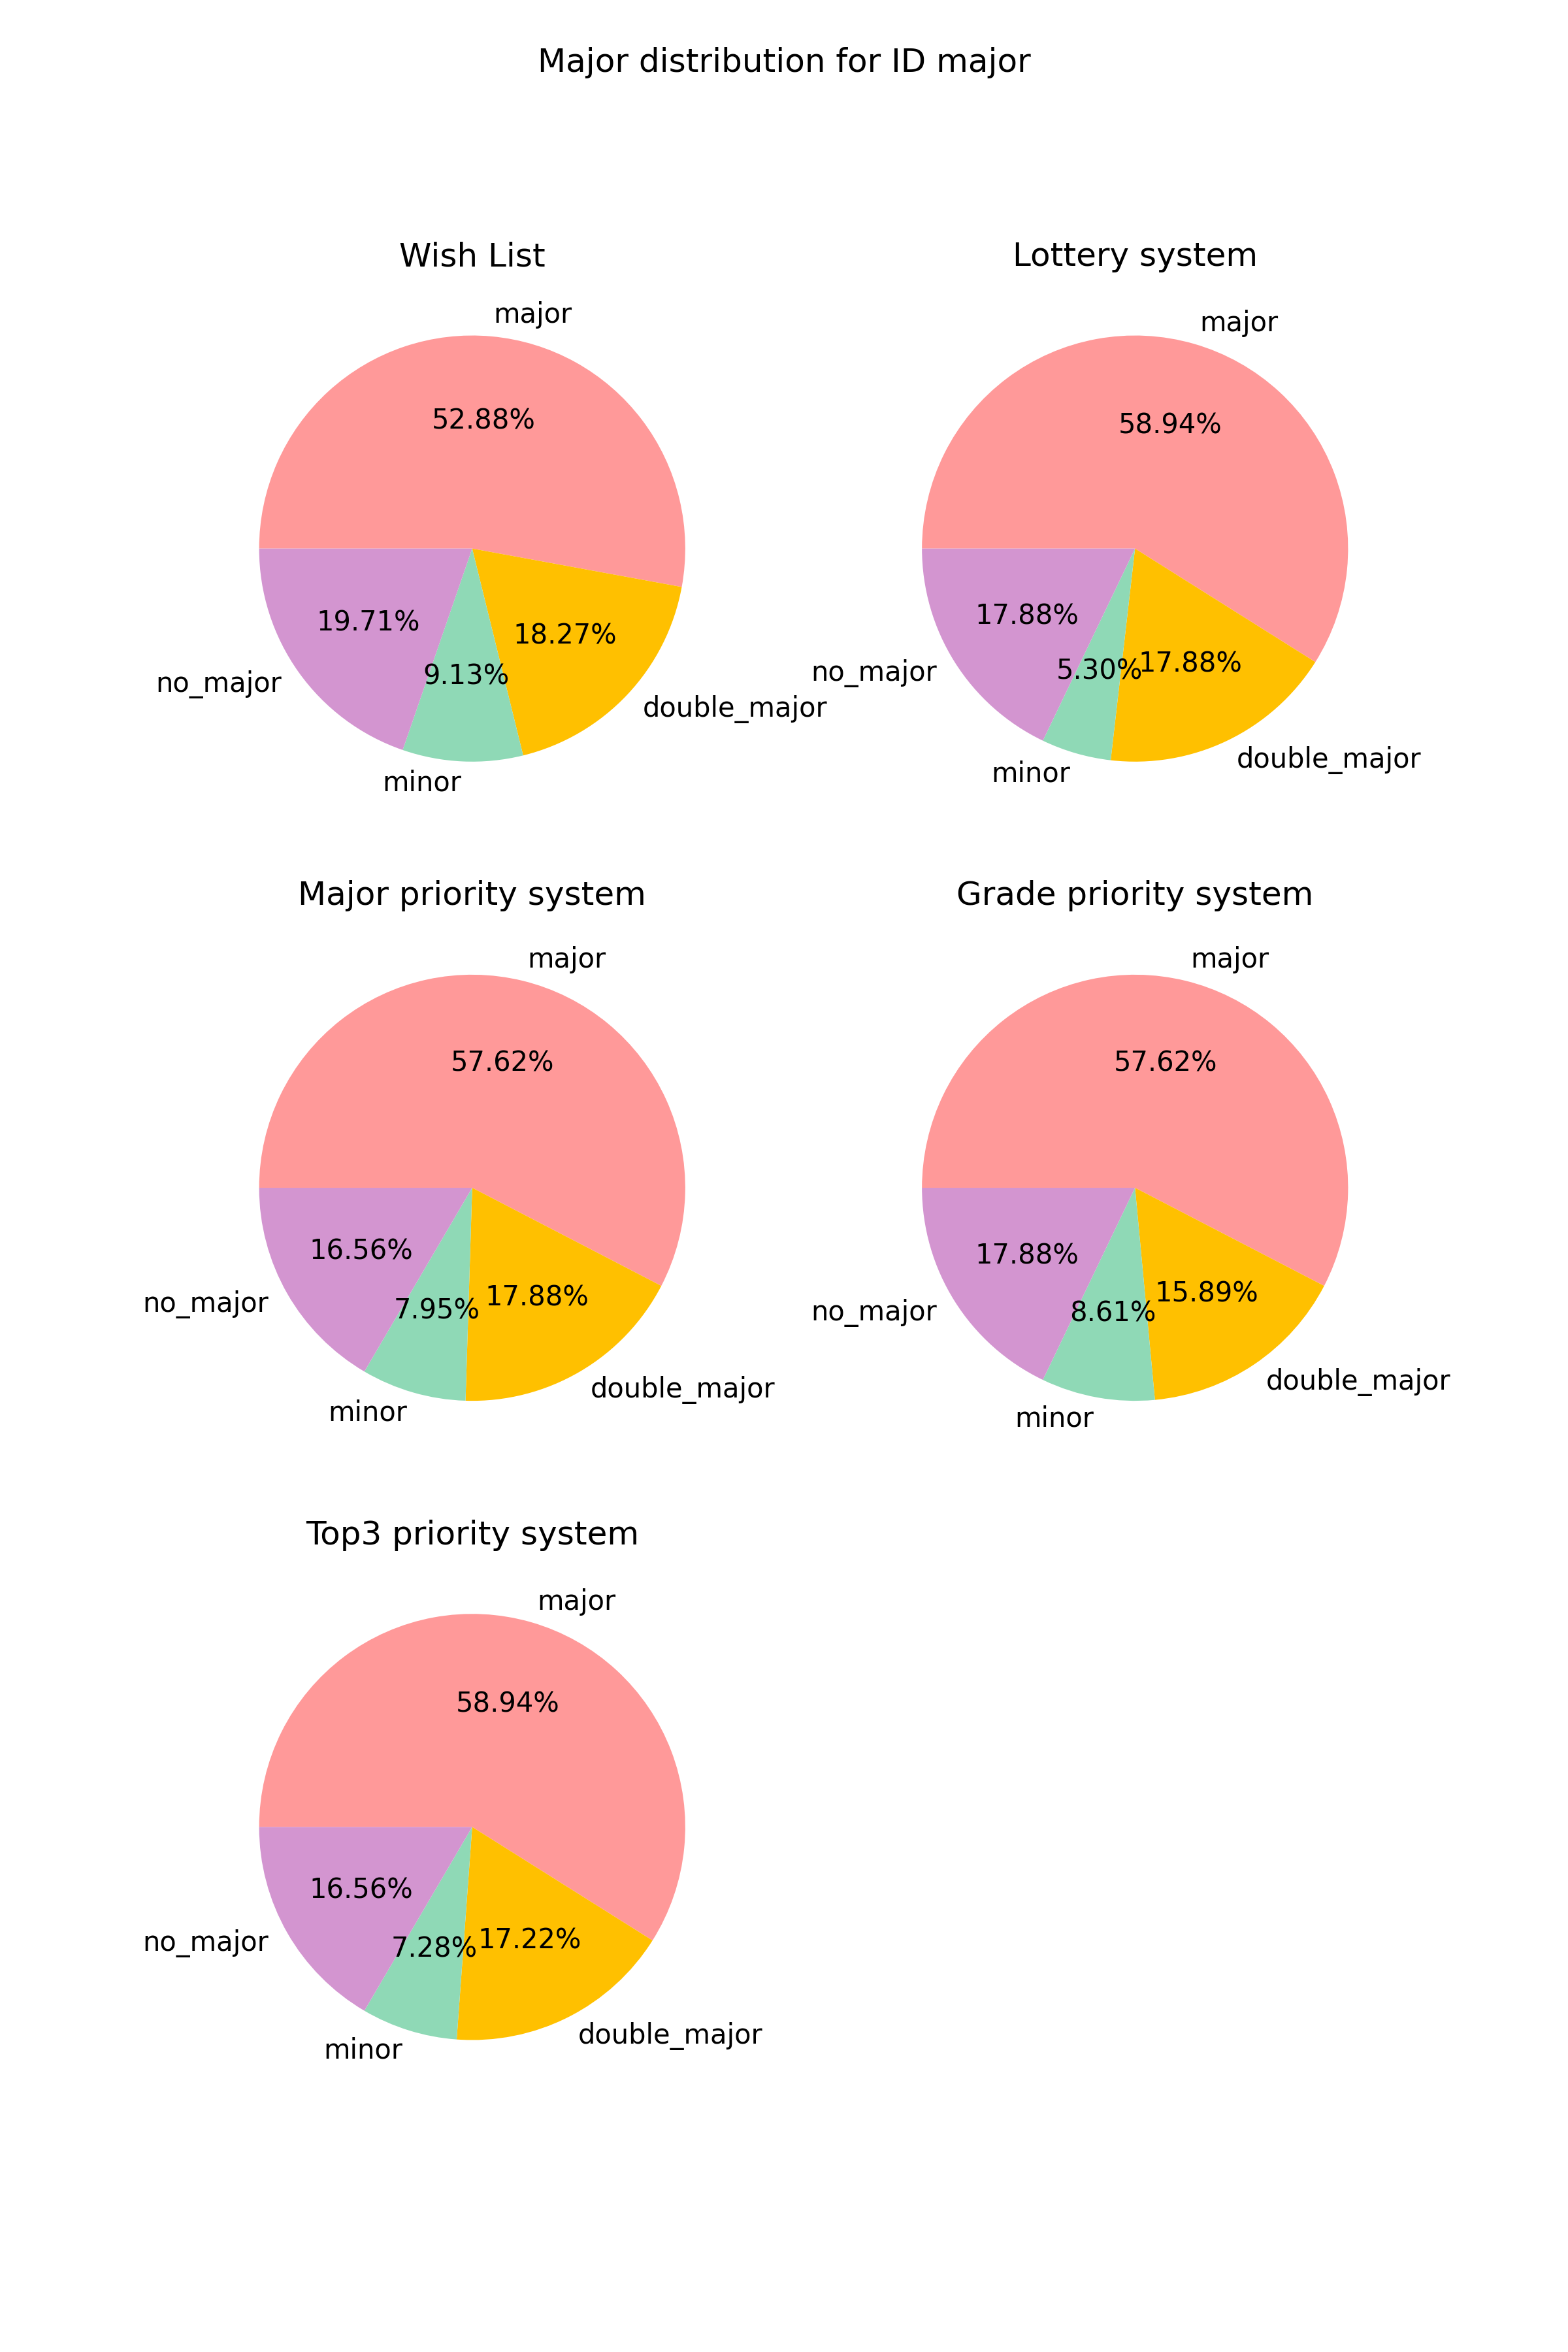 Major distribution for ID major
Wish List
major
52.88%
19.71%
18.27%
9.13%
no_major
double_major
minor
Lottery system
major
58.94%
17.88%
5.30%
17.88%
no_major
double_major
minor
Major priority system
major
57.62%
16.56%
7.95%
17.88%
no_major
double_major
minor
Grade priority system
major
57.62%
17.88%
8.61%
15.89%
no_major
double_major
minor
Top3 priority system
major
58.94%
16.56%
7.28%
17.22%
no_major
double_major
minor